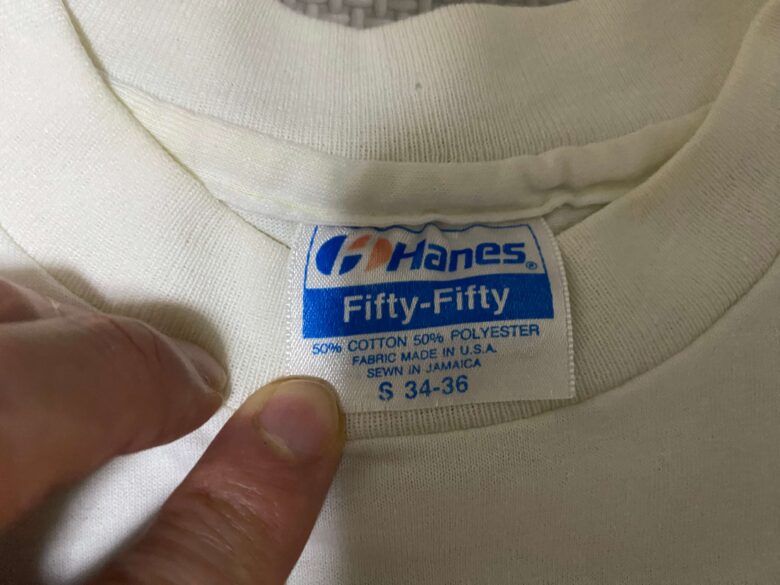 Hanes®
Fifty-Fifty
50% COTTON 50% POLYESTER
FABRIC MADE IN U.S.A.
SEWN IN JAMAICA
S 34-36